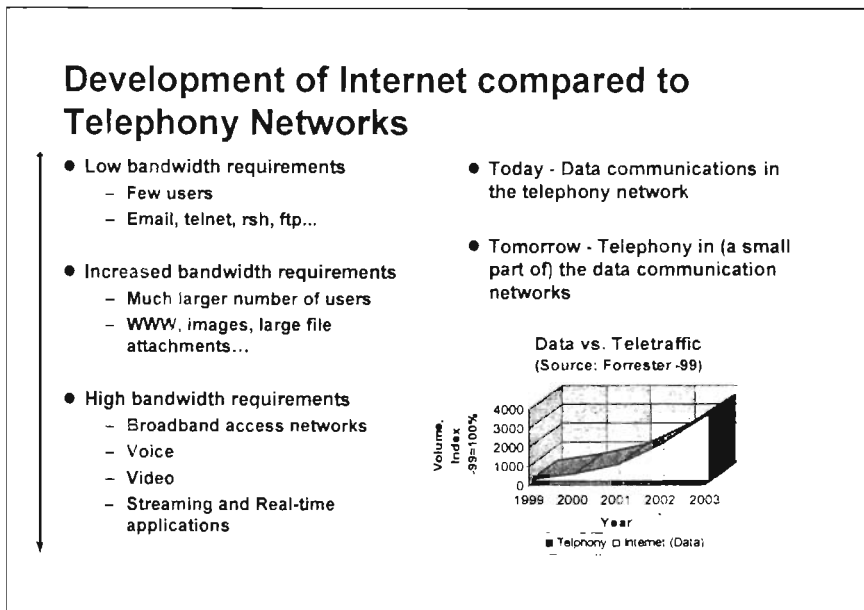 Development of Internet compared to
Telephony Networks
● Low bandwidth requirements
– Few users
– Email, telnet, rsh, ftp...
● Increased bandwidth requirements
– Much larger number of users
– WWW, images, large file
attachments...
● High bandwidth requirements
– Broadband access networks
– Voice
– Video
– Streaming and Real-time
applications
● Today - Data communications in
the telephony network
● Tomorrow - Telephony in (a small
part of) the data communication
networks
Data vs. Teletraffic
(Source: Forrester -99)
Volume,
Index
-99=100%
4000
3000
2000
1000
0
1999 2000 2001 2002 2003
Year
■ Telphony □ Internet (Data)